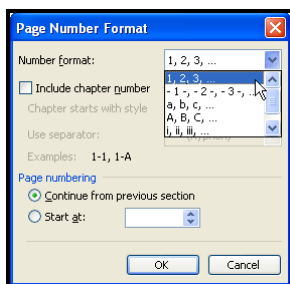 Page Number Format
Number format: 1, 2, 3, ...
1, 2, 3, ...
Include chapter number - 1 -, - 2 -, - 3 -, ...
a, b, c, ...
Chapter starts with style A, B, C, ...
i, ii, iii, ...
Use separator: (hyphen)
Examples: 1-1, 1-A
Page numbering
Continue from previous section
Start at:
OK Cancel